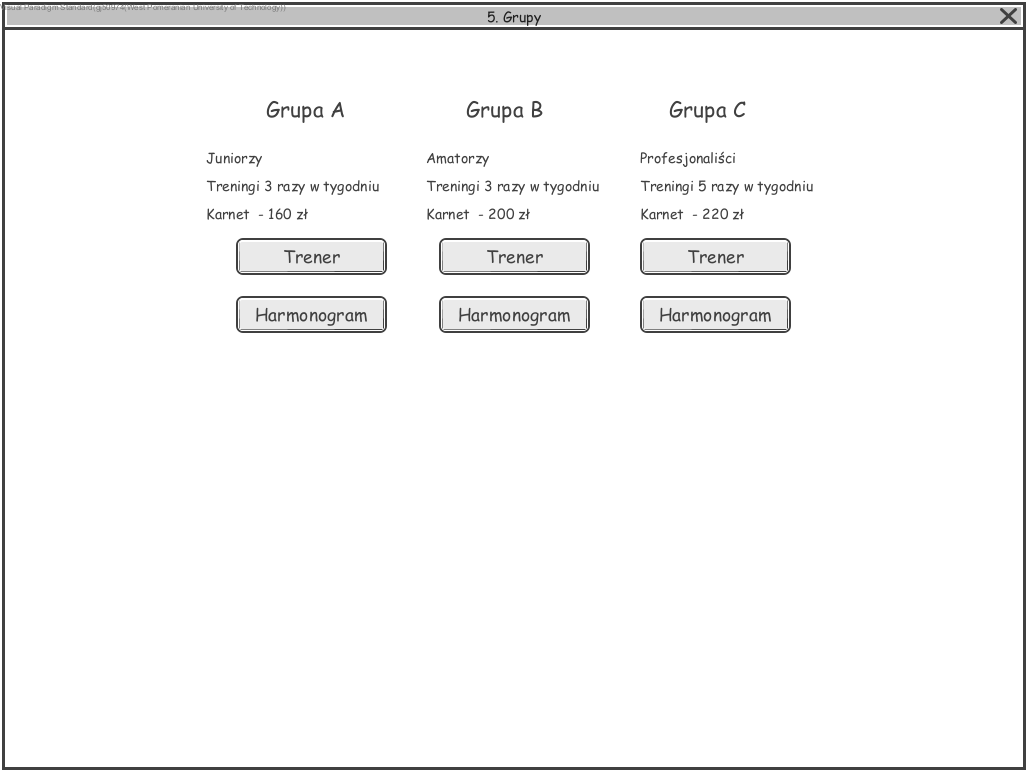 Visual Paradigm Standard(gb50974(West Pomeranian University of Technology))
5. Grupy
Grupa A
Grupa B
Grupa C
Juniorzy
Amatorzy
Profesjonaliści
Treningi 3 razy w tygodniu
Treningi 3 razy w tygodniu
Treningi 5 razy w tygodniu
Karnet - 160 zł
Karnet - 200 zł
Karnet - 220 zł
Trener
Trener
Trener
Harmonogram
Harmonogram
Harmonogram